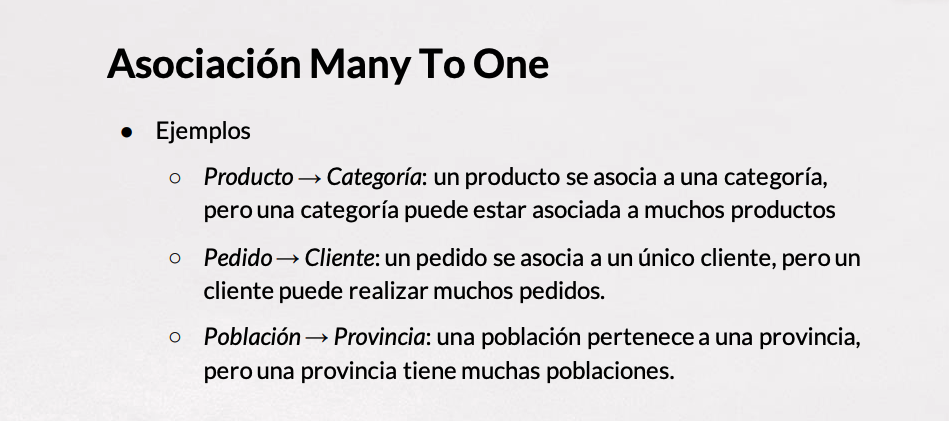 Asociación Many To One
● Ejemplos
○ Producto → Categoría: un producto se asocia a una categoría,
pero una categoría puede estar asociada a muchos productos
○ Pedido → Cliente: un pedido se asocia a un único cliente, pero un
cliente puede realizar muchos pedidos.
○ Población → Provincia: una población pertenece a una provincia,
pero una provincia tiene muchas poblaciones.